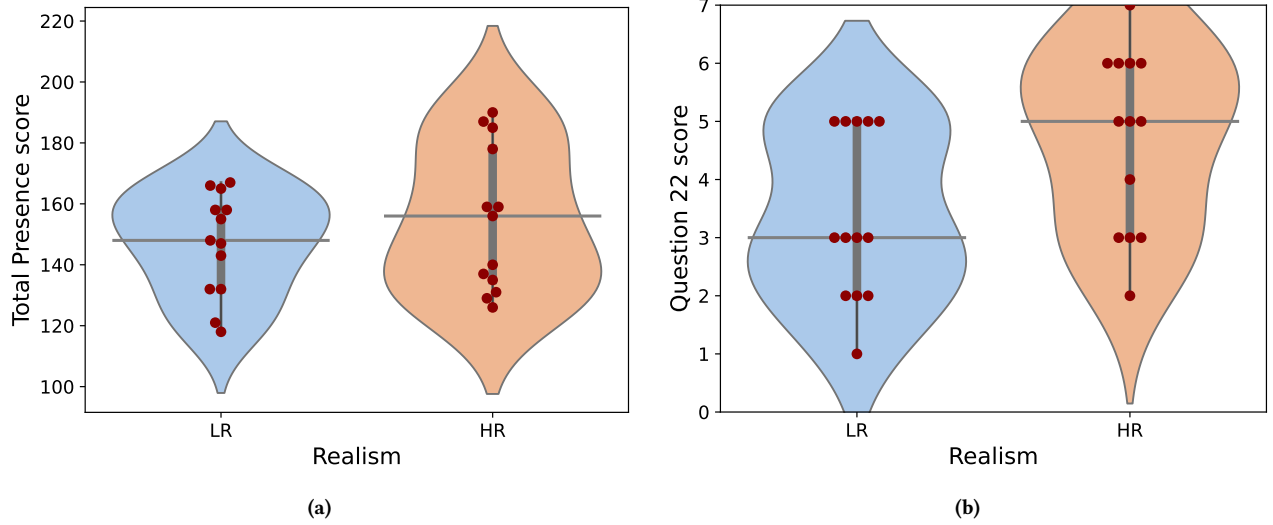 220
200
180
160
140
120
100
Total Presence score
LR
HR
Realism
(a)
7
6
5
4
3
2
1
0
Question 22 score
LR
HR
Realism
(b)